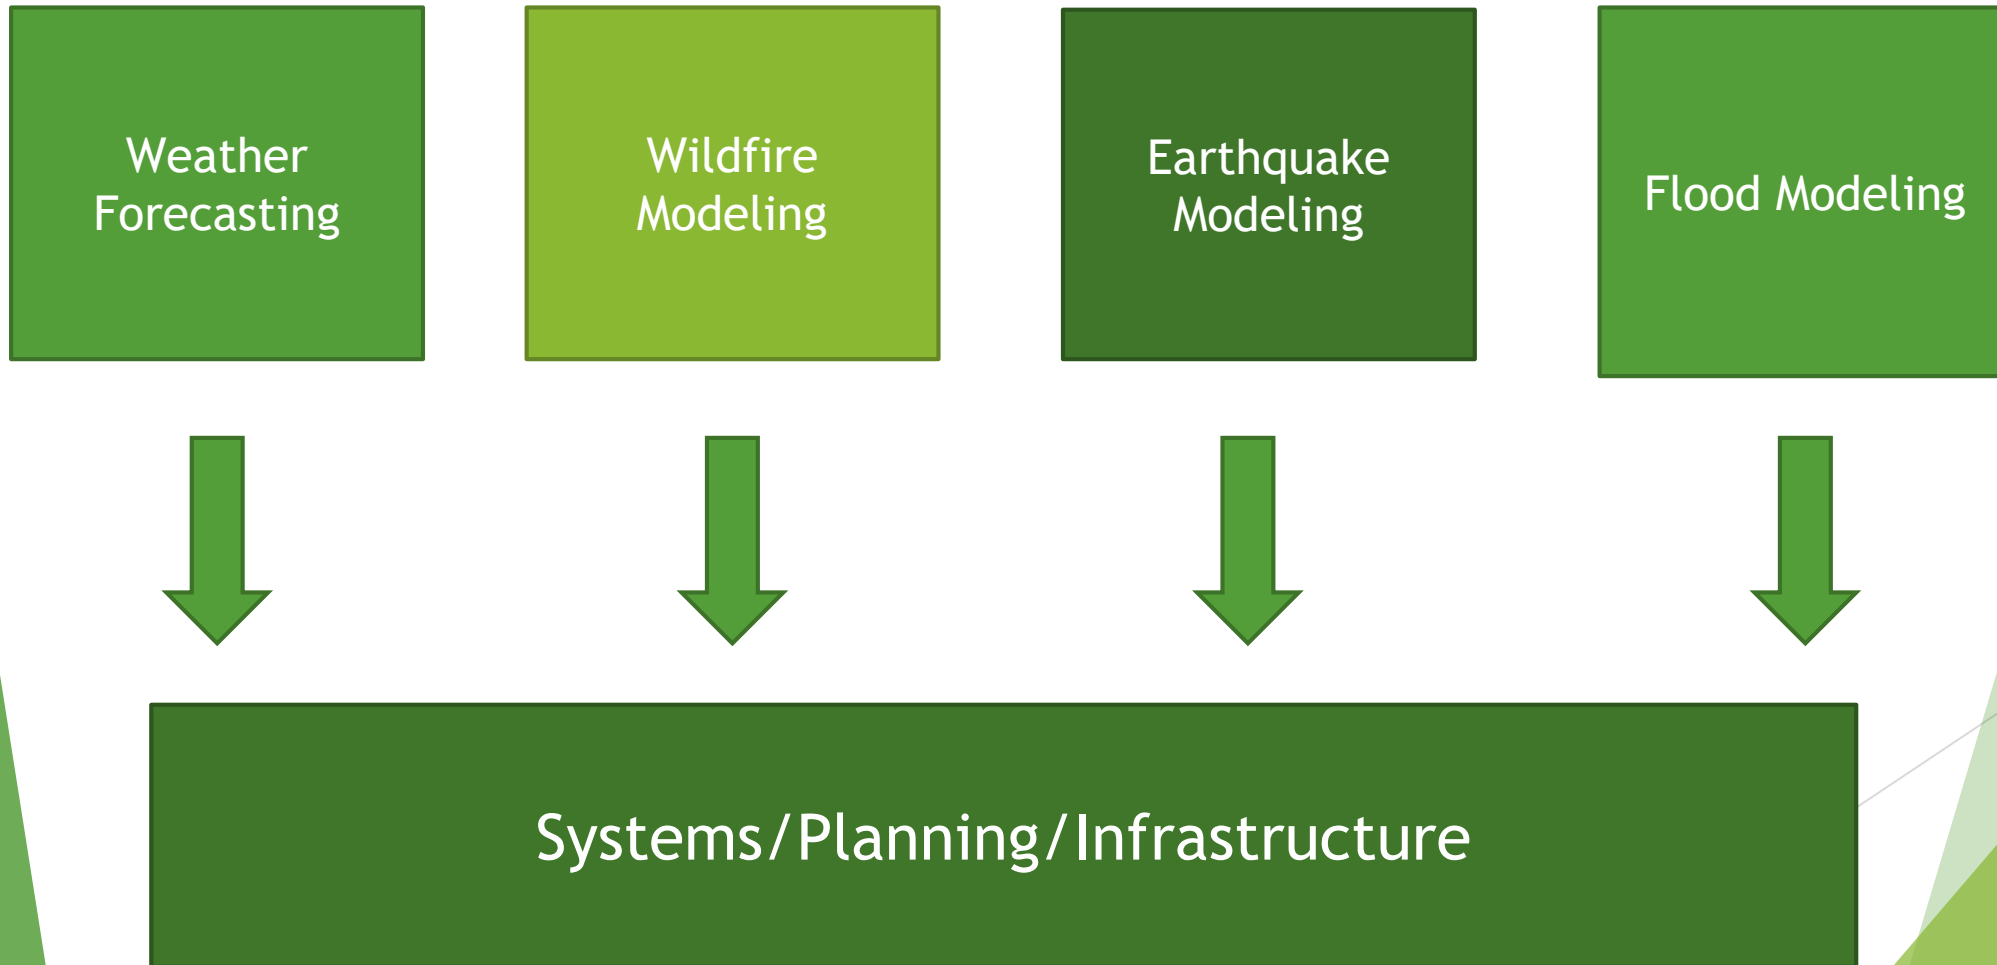 Weather
Forecasting
Wildfire
Modeling
Earthquake
Modeling
Flood Modeling
Systems/Planning/Infrastructure